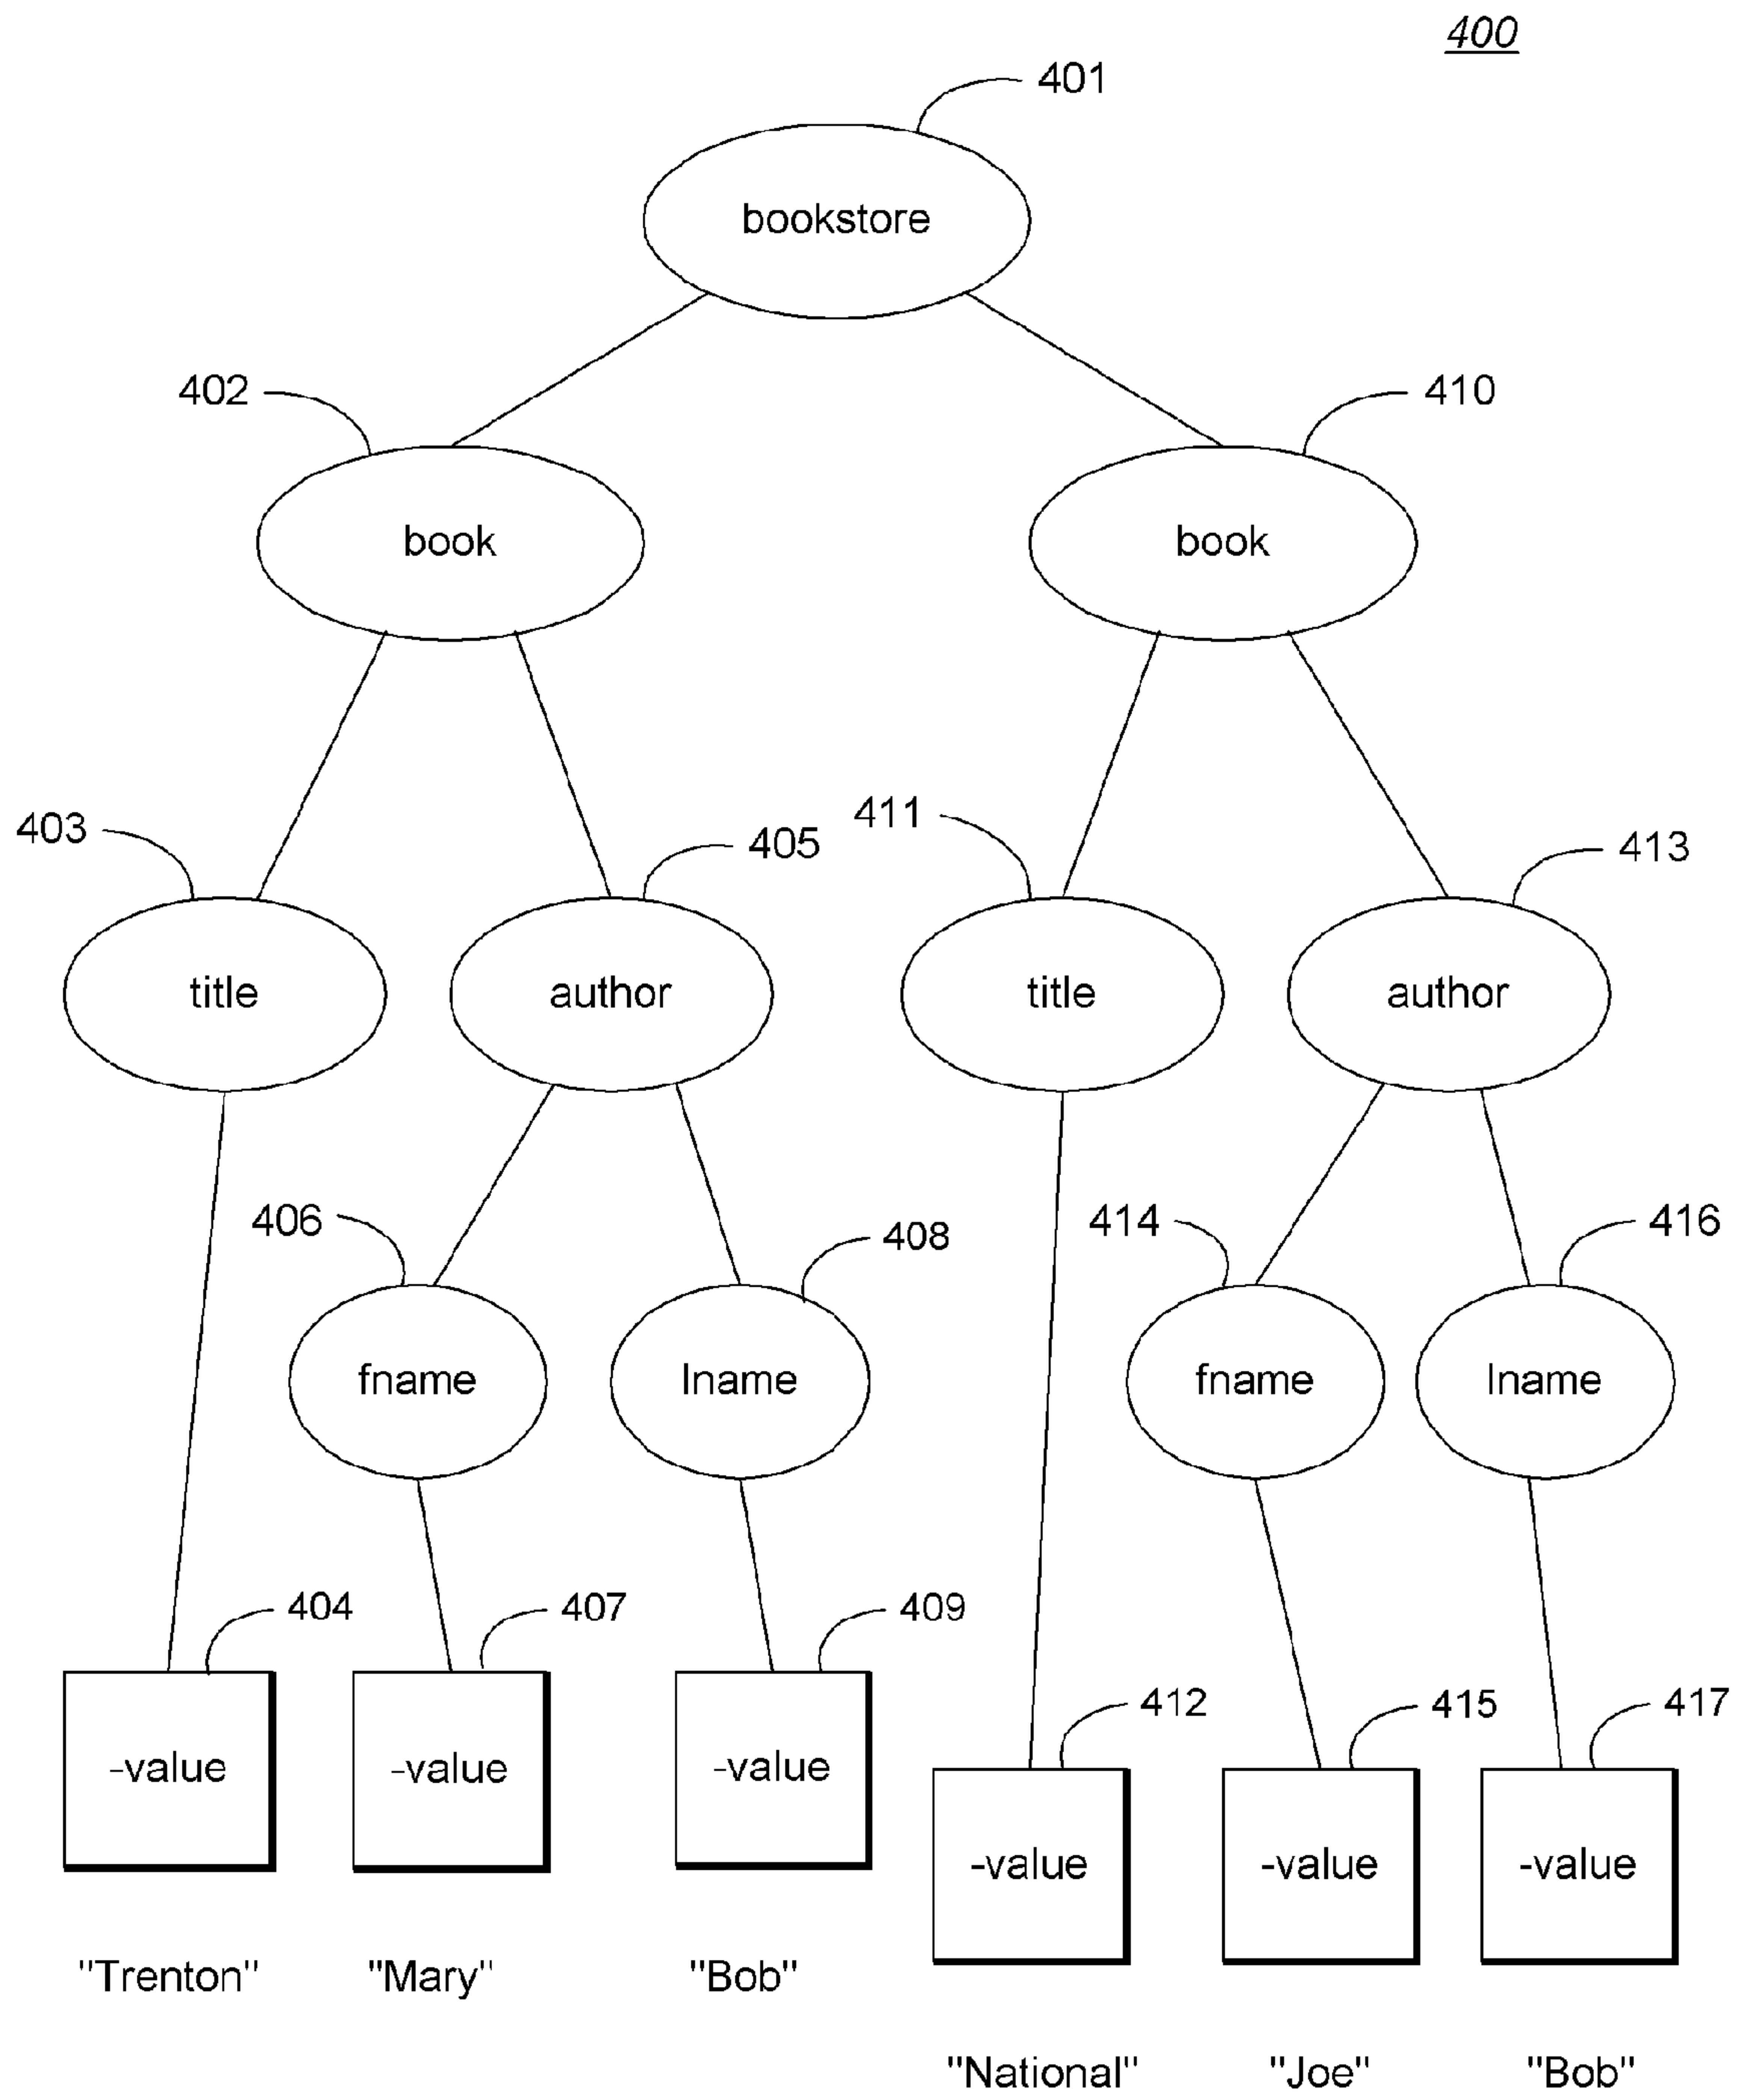 400
401
bookstore
402
410
book
book
403
405
411
413
title
author
title
author
406
408
414
416
fname
lname
fname
lname
404
407
409
412
415
417
-value
-value
-value
-value
-value
-value
"Trenton"
"Mary"
"Bob"
"National"
"Joe"
"Bob"